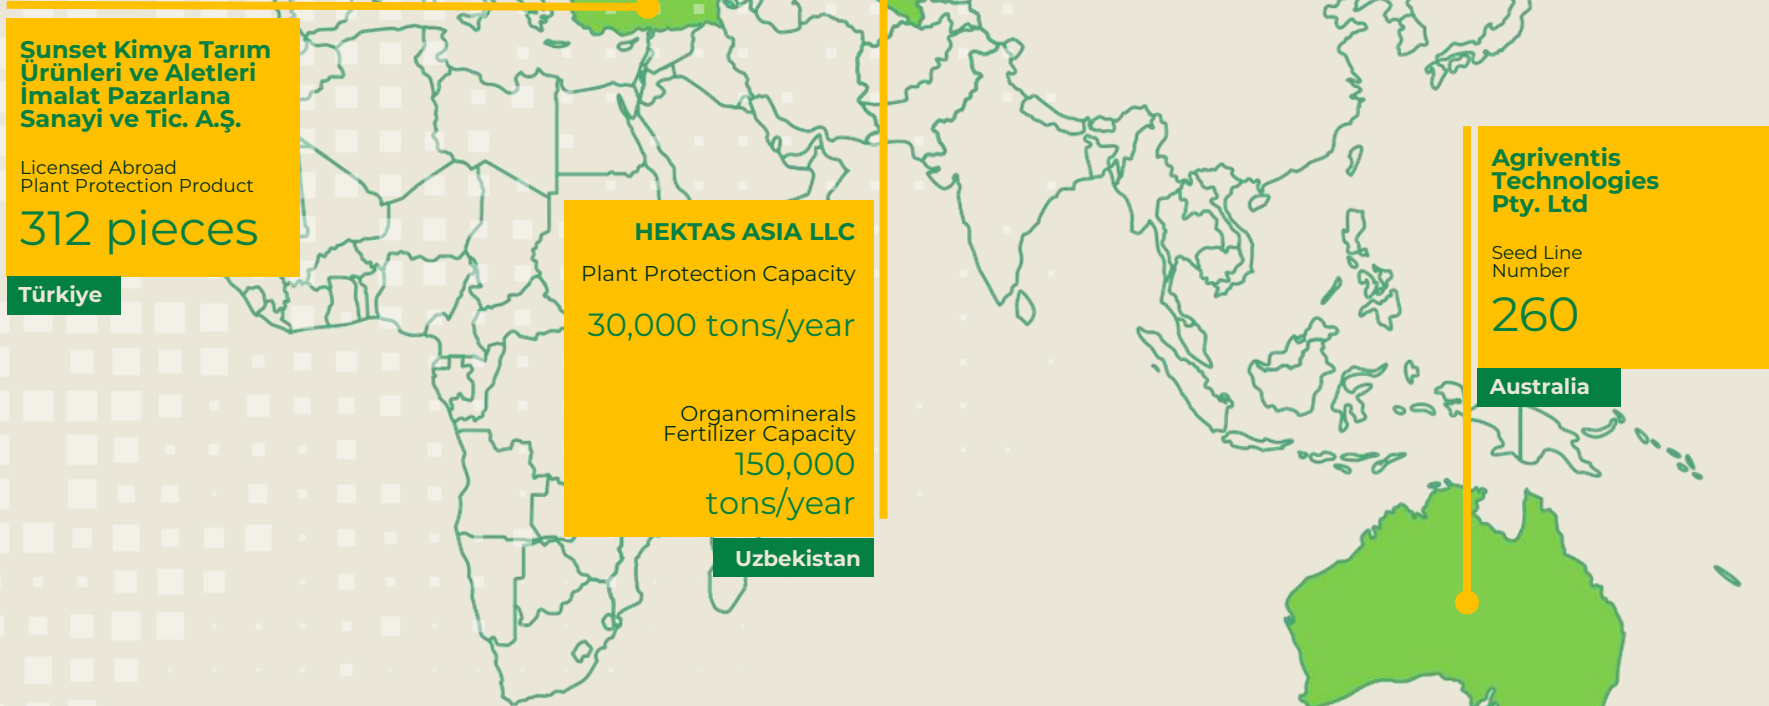 Sunset Kimya Tarım
Ürünleri ve Aletleri
İmalat Pazarlana
Sanayi ve Tic. A.Ş.
Licensed Abroad
Plant Protection Product
312 pieces
Türkiye
HEKTAS ASIA LLC
Plant Protection Capacity
30,000 tons/year
Organominerals
Fertilizer Capacity
150,000
tons/year
Uzbekistan
Agriventis
Technologies
Pty. Ltd
Seed Line
Number
260
Australia